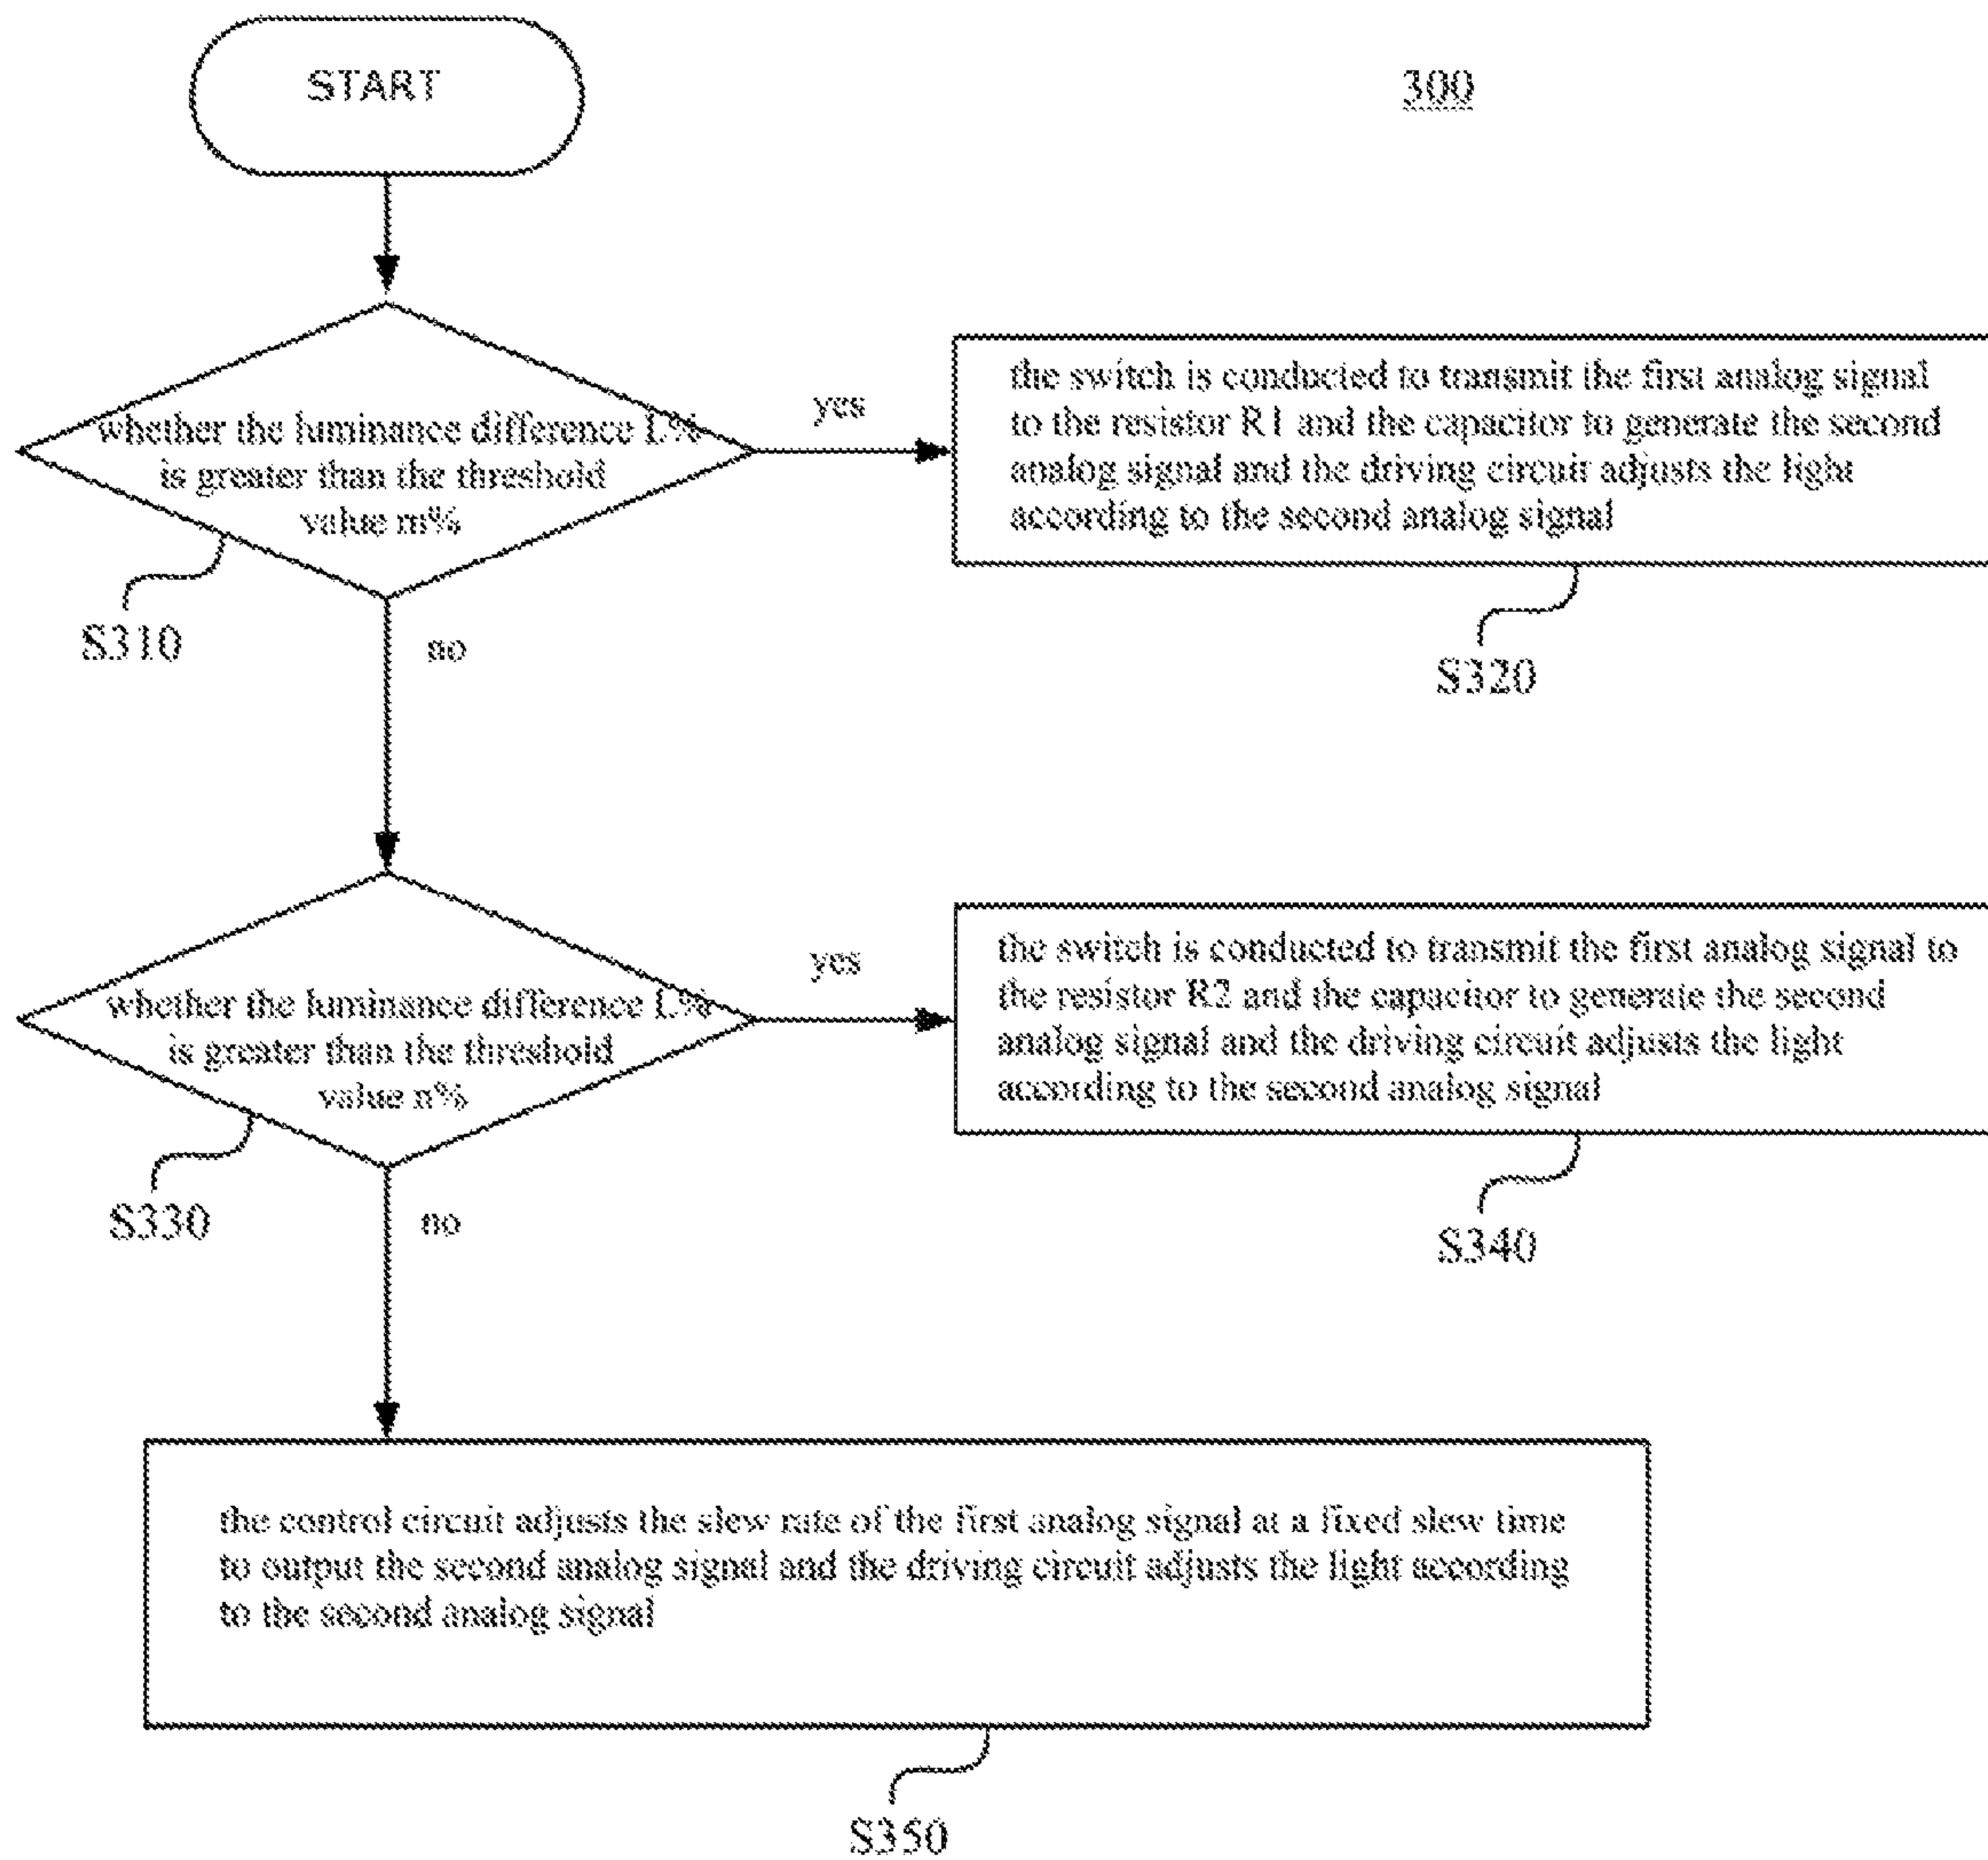 START
300
whether the luminance difference L%
is greater than the threshold
value m%
yes
the switch is conducted to transmit the first analog signal
to the resistor R1 and the capacitor to generate the second
analog signal and the driving circuit adjusts the light
according to the second analog signal
S310
no
S320
whether the luminance difference L%
is greater than the threshold
value n%
yes
the switch is conducted to transmit the first analog signal to
the resistor R2 and the capacitor to generate the second
analog signal and the driving circuit adjusts the light
according to the second analog signal
S330
no
S340
the control circuit adjusts the slew rate of the first analog signal at a fixed slew time
to output the second analog signal and the driving circuit adjusts the light according
to the second analog signal
S350